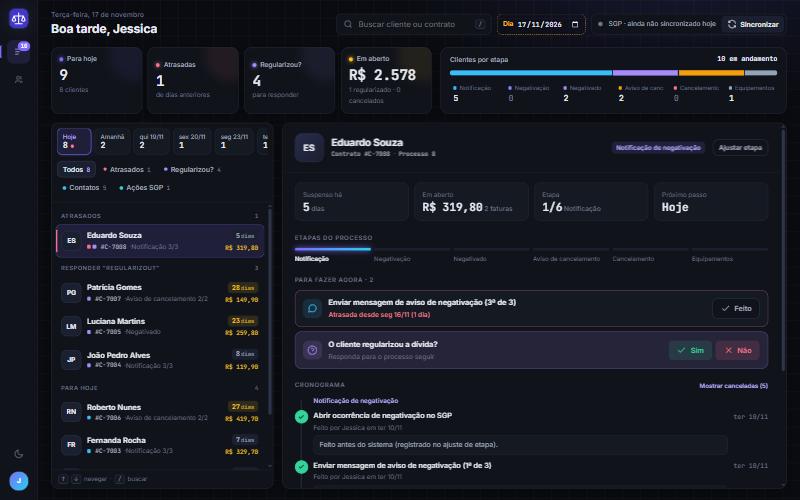 Terça-feira, 17 de novembro
Boa tarde, Jessica
Buscar cliente ou contrato /
Dia 17/11/2026
SGP · ainda não sincronizado hoje Sincronizar
10
Para hoje
9
8 clientes
Atrasadas
1
de dias anteriores
Regularizou?
4
para responder
Em aberto
R$ 2.578
1 regularizado · 0
cancelados
Clientes por etapa 10 em andamento
Notificação Negativação Negativado Aviso de canc Cancelamento Equipamentos
5 0 2 2 0 1
Hoje Amanhã qui 19/11 sex 20/11 seg 23/11 te
8 2 2 1 1 1
Todos 8 Atrasados 1 Regularizou? 4
Contatos 5 Ações SGP 1
ATRASADOS 1
ES Eduardo Souza 5 dias
#C-7008 · Notificação 3/3 R$ 319,80
RESPONDER "REGULARIZOU?" 3
PG Patrícia Gomes 28 dias
#C-7007 · Aviso de cancelamento 2/2 R$ 149,90
LM Luciana Martins 23 dias
#C-7005 · Negativado R$ 259,80
JP João Pedro Alves 8 dias
#C-7004 · Notificação 3/3 R$ 119,90
PARA HOJE 4
RN Roberto Nunes 27 dias
#C-7006 · Aviso de cancelamento 2/2 R$ 419,70
FR Fernanda Rocha 7 dias
#C-7003 · Notificação 3/3 R$ 329,70
↑ ↓ navegar · / buscar
J
ES Eduardo Souza
Contrato #C-7008 · Processo 8
Notificação de negativação Ajustar etapa
Suspenso há
5 dias
Em aberto
R$ 319,80 2 faturas
Etapa
1/6 Notificação
Próximo passo
Hoje
ETAPAS DO PROCESSO
Notificação Negativação Negativado Aviso de cancelamento Cancelamento Equipamentos
PARA FAZER AGORA · 2
Enviar mensagem de aviso de negativação (3ª de 3)
Atrasada desde seg 16/11 (1 dia)
Feito
O cliente regularizou a dívida?
Responda para o processo seguir
Sim Não
CRONOGRAMA Mostrar canceladas (5)
Notificação de negativação
Abrir ocorrência de negativação no SGP ter 10/11
Feito por Jessica em ter 10/11
Feito antes do sistema (registrado no ajuste de etapa).
Enviar mensagem de aviso de negativação (1ª de 3) ter 10/11
Feito por Jessica em ter 10/11